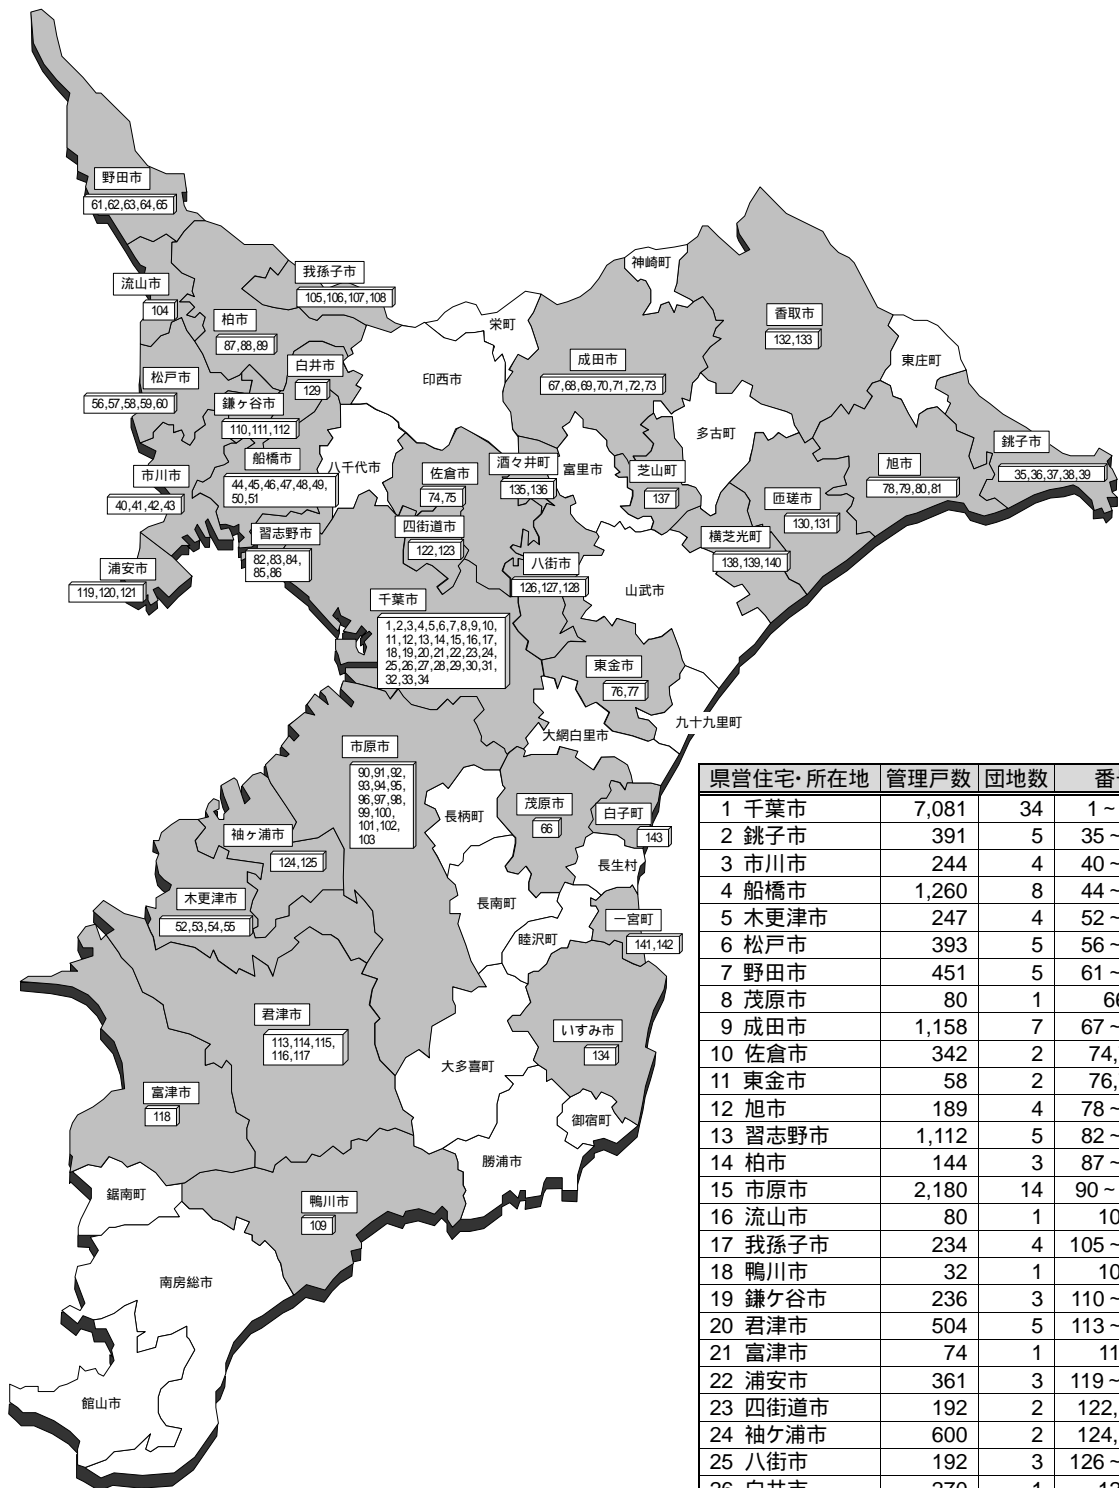 野田市
61,62,63,64,65
流山市
104
我孫子市
105,106,107,108
柏市
87,88,89
神崎町
栄町
香取市
132,133
東庄町
松戸市
56,57,58,59,60
白井市
129
鎌ヶ谷市
110,111,112
印西市
成田市
67,68,69,70,71,72,73
多古町
銚子市
35,36,37,38,39
市川市
40,41,42,43
船橋市
44,45,46,47,48,49,
50,51
八千代市
佐倉市
74,75
酒々井町
135,136
富里市
芝山町
137
旭市
78,79,80,81
匝瑳市
130,131
習志野市
82,83,84,
85,86
四街道市
122,123
横芝光町
138,139,140
浦安市
119,120,121
八街市
126,127,128
山武市
千葉市
1,2,3,4,5,6,7,8,9,10,
11,12,13,14,15,16,17,
18,19,20,21,22,23,24,
25,26,27,28,29,30,31,
32,33,34
東金市
76,77
九十九里町
大網白里市
市原市
90,91,92,
93,94,95,
96,97,98,
99,100,
101,102,
103
長柄町
茂原市
66
白子町
143
袖ヶ浦市
124,125
長生村
木更津市
52,53,54,55
長南町
睦沢町
一宮町
141,142
君津市
113,114,115,
116,117
いすみ市
134
大多喜町
富津市
118
御宿町
勝浦市
鋸南町
鴨川市
109
南房総市
館山市
県営住宅・所在地 管理戸数 団地数
1 千葉市 7,081 34 1 ~
2 銚子市 391 5 35 ~
3 市川市 244 4 40 ~
4 船橋市 1,260 8 44 ~
5 木更津市 247 4 52 ~
6 松戸市 393 5 56 ~
7 野田市 451 5 61 ~
8 茂原市 80 1
9 成田市 1,158 7 67 ~
10 佐倉市 342 2 74,
11 東金市 58 2 76,
12 旭市 189 4 78 ~
13 習志野市 1,112 5 82 ~
14 柏市 144 3 87 ~
15 市原市 2,180 14 90 ~
16 流山市 80 1
17 我孫子市 234 4 105 ~
18 鴨川市 32 1
19 鎌ケ谷市 236 3 110 ~
20 君津市 504 5 113 ~
21 富津市 74 1
22 浦安市 361 3 119 ~
23 四街道市 192 2 122,
24 袖ケ浦市 600 2 124,
25 八街市 192 3 126 ~